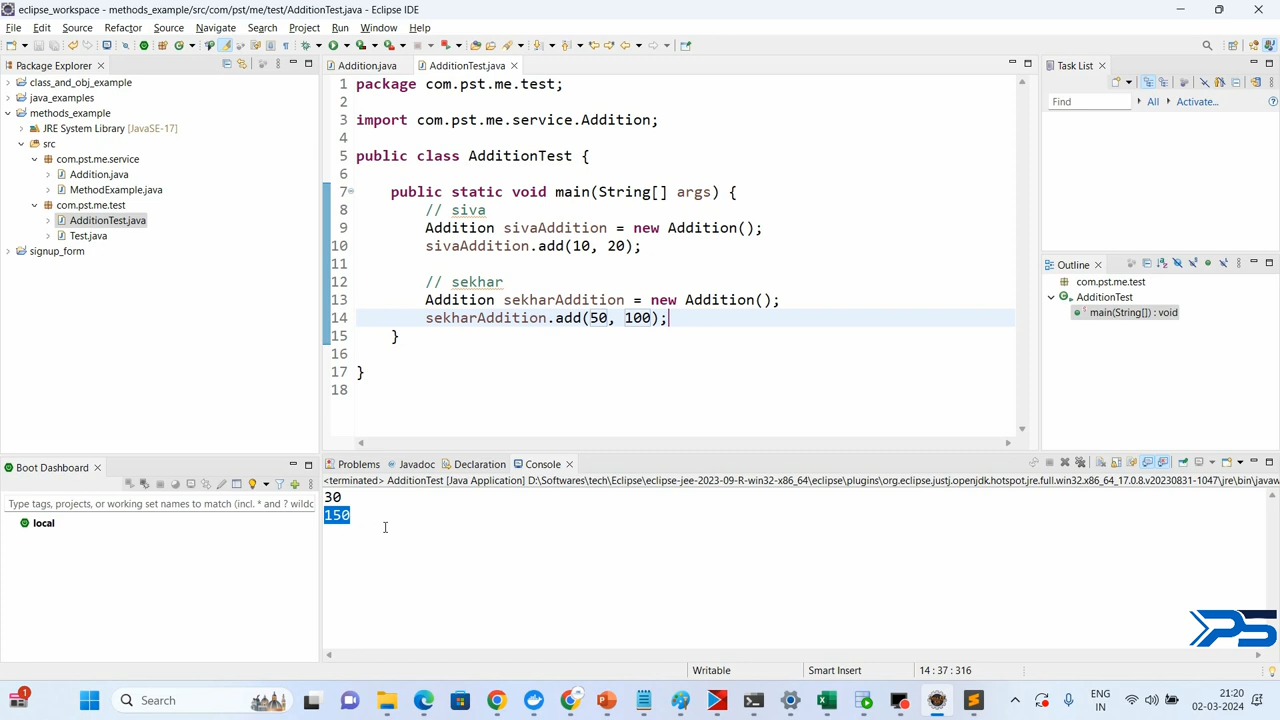 eclipse_workspace - methods_example/src/com/pst/me/test/AdditionTest.java - Eclipse IDE
File Edit Source Refactor Source Navigate Search Project Run Window Help
Package Explorer
class_and_obj_example
java_examples
methods_example
JRE System Library [JavaSE-17]
src
com.pst.me.service
Addition.java
MethodExample.java
com.pst.me.test
AdditionTest.java
Test.java
signup_form
Addition.java AdditionTest.java
1 package com.pst.me.test;
2
3 import com.pst.me.service.Addition;
4
5 public class AdditionTest {
6
7 public static void main(String[] args) {
8 // siva
9 Addition sivaAddition = new Addition();
10 sivaAddition.add(10, 20);
11
12 // sekhar
13 Addition sekharAddition = new Addition();
14 sekharAddition.add(50, 100);
15 }
16
17 }
18
Task List
Find All Activate...
Outline
com.pst.me.test
AdditionTest
main(String[]) : void
Boot Dashboard
Type tags, projects, or working set names to match (incl. * and ? wildc
local
Problems Javadoc Declaration Console
<terminated> AdditionTest [Java Application] D:\Softwares\tech\Eclipse\eclipse-jee-2023-09-R-win32-x86_64\eclipse\plugins\org.eclipse.justj.openjdk.hotspot.jre.full.win32.x86_64_17.0.8.v20230831-1047\jre\bin\javaw
30
150
PS
Writable Smart Insert 14 : 37 : 316
1
Search
ENG
IN
21:20
02-03-2024